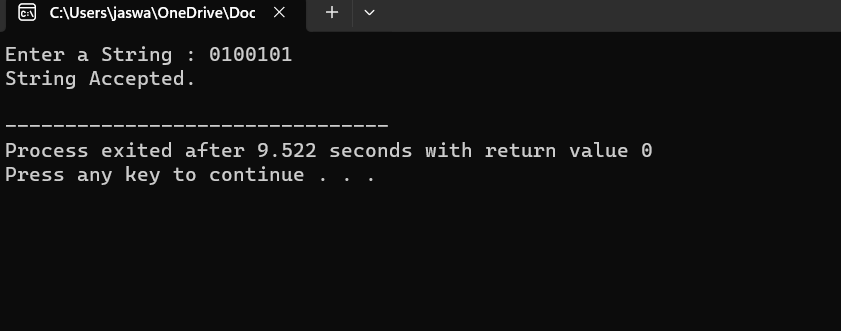 C:\Users\jaswa\OneDrive\Doc
Enter a String : 0100101
String Accepted.
--------------------------------
Process exited after 9.522 seconds with return value 0
Press any key to continue . . .